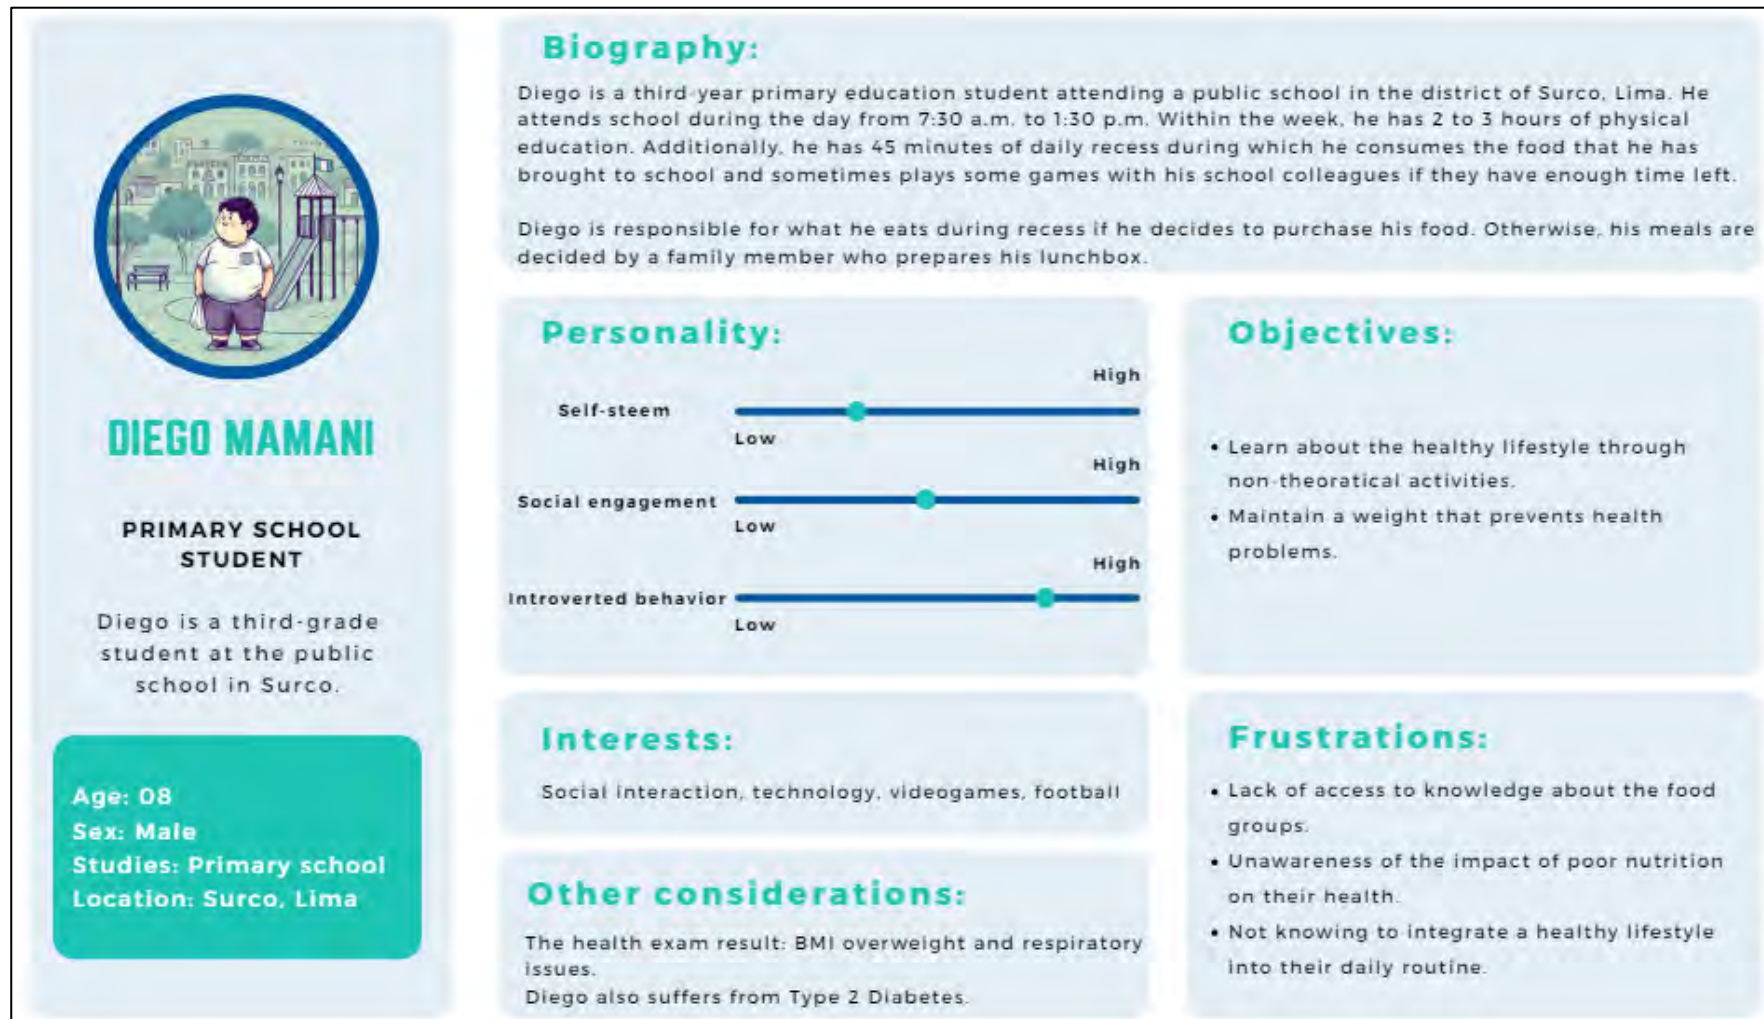 DIEGO MAMANI
PRIMARY SCHOOL
STUDENT
Diego is a third-grade
student at the public
school in Surco.
Age: 08
Sex: Male
Studies: Primary school
Location: Surco, Lima
Biography:
Diego is a third-year primary education student attending a public school in the district of Surco, Lima. He
attends school during the day from 7:30 a.m. to 1:30 p.m. Within the week, he has 2 to 3 hours of physical
education. Additionally, he has 45 minutes of daily recess during which he consumes the food that he has
brought to school and sometimes plays some games with his school colleagues if they have enough time left.
Diego is responsible for what he eats during recess if he decides to purchase his food. Otherwise, his meals are
decided by a family member who prepares his lunchbox.
Personality:
High
Self-steem
Low
High
Social engagement
Low
High
Introverted behavior
Low
Objectives:
• Learn about the healthy lifestyle through
non-theoratical activities.
• Maintain a weight that prevents health
problems.
Interests:
Social interaction, technology, videogames, football
Other considerations:
The health exam result: BMI overweight and respiratory
issues.
Diego also suffers from Type 2 Diabetes.
Frustrations:
• Lack of access to knowledge about the food
groups.
• Unawareness of the impact of poor nutrition
on their health.
• Not knowing to integrate a healthy lifestyle
into their daily routine.